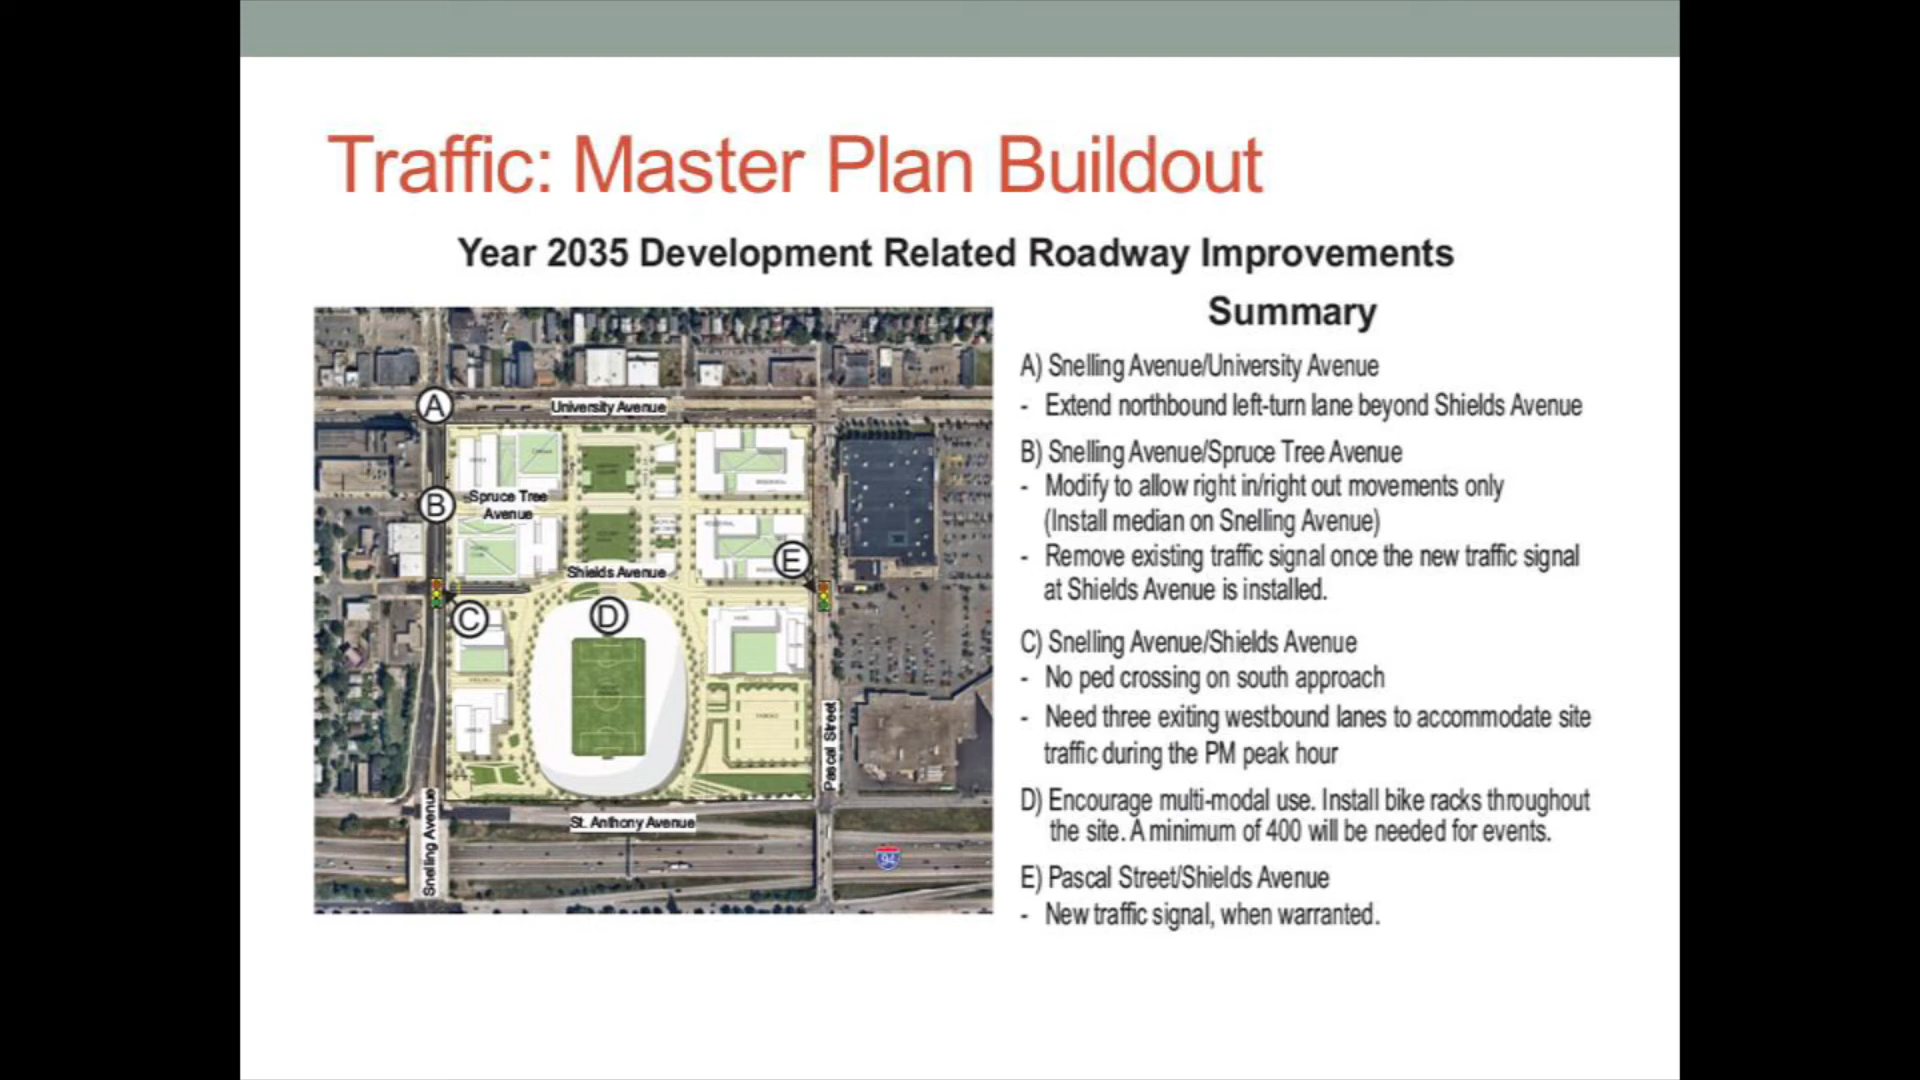 Traffic: Master Plan Buildout
Year 2035 Development Related Roadway Improvements
Summary
A) Snelling Avenue/University Avenue
- Extend northbound left-turn lane beyond Shields Avenue
B) Snelling Avenue/Spruce Tree Avenue
- Modify to allow right in/right out movements only
(Install median on Snelling Avenue)
- Remove existing traffic signal once the new traffic signal
at Shields Avenue is installed.
C) Snelling Avenue/Shields Avenue
- No ped crossing on south approach
- Need three exiting westbound lanes to accommodate site
traffic during the PM peak hour
D) Encourage multi-modal use. Install bike racks throughout
the site. A minimum of 400 will be needed for events.
E) Pascal Street/Shields Avenue
- New traffic signal, when warranted.
A
University Avenue
B
Spruce Tree
Avenue
E
Shields Avenue
C
D
Pascal Street
Snelling Avenue
St. Anthony Avenue
94